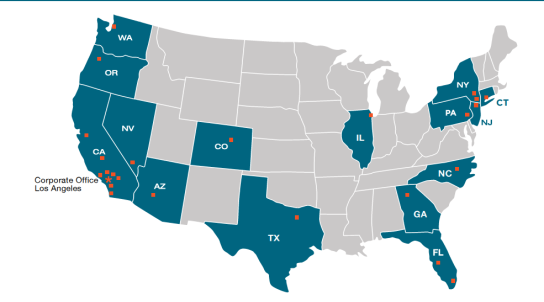 WA
OR
NY
CT
NV
PA
NJ
IL
CO
CA
NC
Corporate Office
Los Angeles
AZ
GA
TX
FL